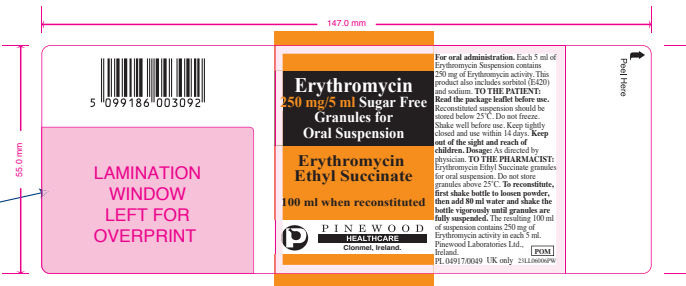 147.0 mm
55.0 mm
5 099186 003092
LAMINATION
WINDOW
LEFT FOR
OVERPRINT
Erythromycin
250 mg/5 ml Sugar Free
Granules for
Oral Suspension
Erythromycin
Ethyl Succinate
100 ml when reconstituted
P
PINEWOOD
HEALTHCARE
Clonmel, Ireland.
For oral administration. Each 5 ml of
Erythromycin Suspension contains
250 mg of Erythromycin activity. This
product also includes sorbitol (E420)
and sodium. TO THE PATIENT:
Read the package leaflet before use.
Reconstituted suspension should be
stored below 25°C. Do not freeze.
Shake well before use. Keep tightly
closed and use within 14 days. Keep
out of the sight and reach of
children. Dosage: As directed by
physician. TO THE PHARMACIST:
Erythromycin Ethyl Succinate granules
for oral suspension. Do not store
granules above 25°C. To reconstitute,
first shake bottle to loosen powder,
then add 80 ml water and shake the
bottle vigorously until granules are
fully suspended. The resulting 100 ml
of suspension contains 250 mg of
Erythromycin activity in each 5 ml.
Pinewood Laboratories Ltd.,
Ireland.
POM
PL 04917/0049 UK only 23LL06006PW
Peel Here